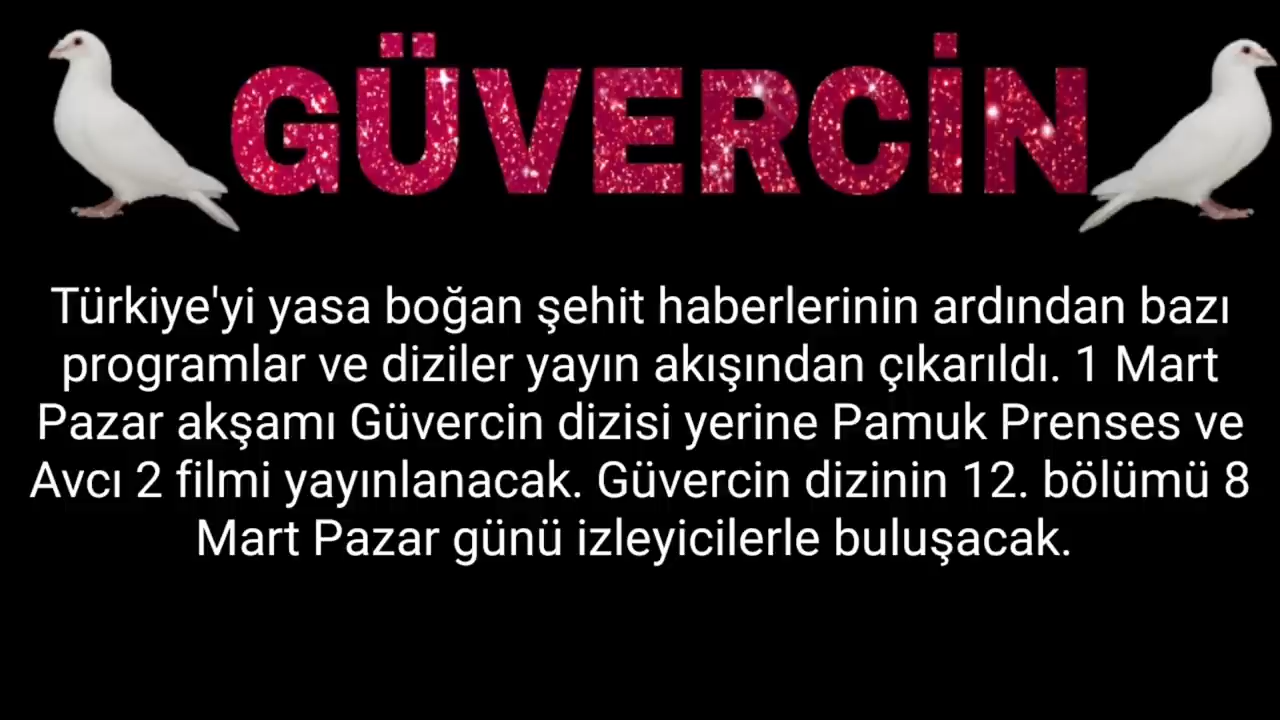 GÜVERCİN
Türkiye'yi yasa boğan şehit haberlerinin ardından bazı
programlar ve diziler yayın akışından çıkarıldı. 1 Mart
Pazar akşamı Güvercin dizisi yerine Pamuk Prenses ve
Avcı 2 filmi yayınlanacak. Güvercin dizinin 12. bölümü 8
Mart Pazar günü izleyicilerle buluşacak.